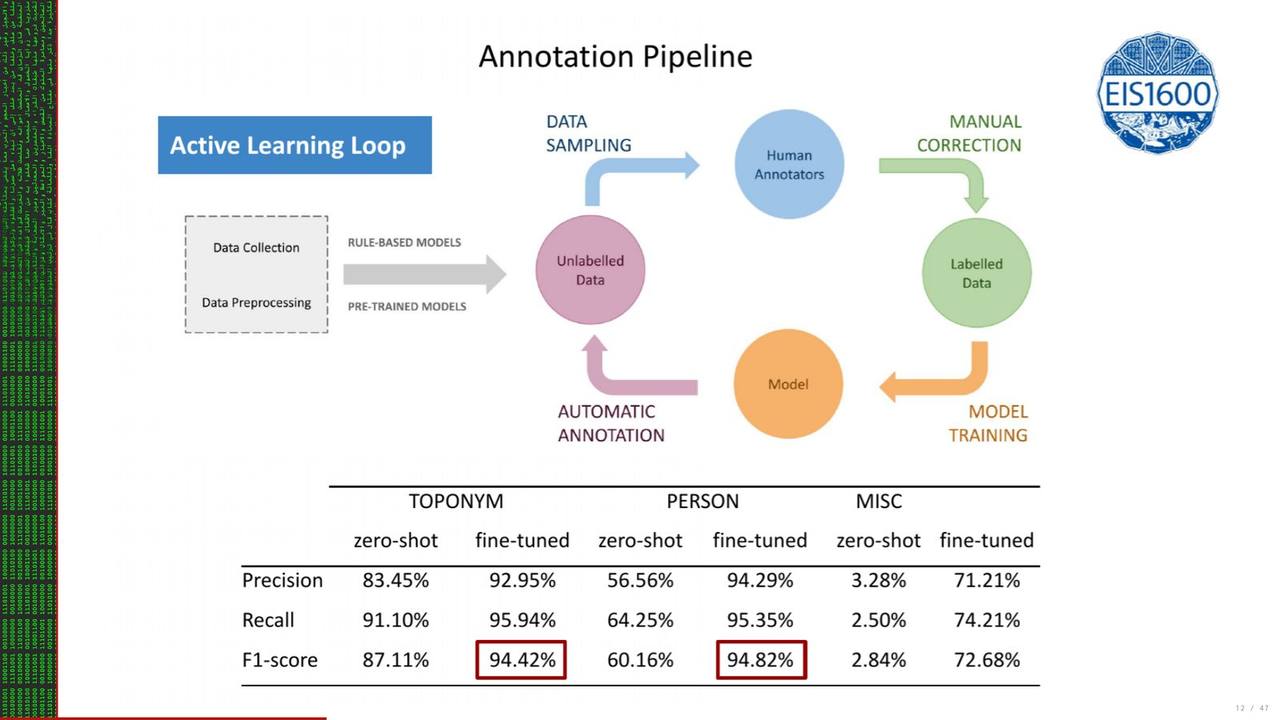 Annotation Pipeline
EIS1600
Active Learning Loop
DATA
SAMPLING
Human
Annotators
MANUAL
CORRECTION
Data Collection
Data Preprocessing
RULE-BASED MODELS
PRE-TRAINED MODELS
Unlabelled
Data
Labelled
Data
Model
AUTOMATIC
ANNOTATION
MODEL
TRAINING
TOPONYM PERSON MISC
zero-shot fine-tuned zero-shot fine-tuned zero-shot fine-tuned
Precision 83.45% 92.95% 56.56% 94.29% 3.28% 71.21%
Recall 91.10% 95.94% 64.25% 95.35% 2.50% 74.21%
F1-score 87.11% 94.42% 60.16% 94.82% 2.84% 72.68%
12 / 47